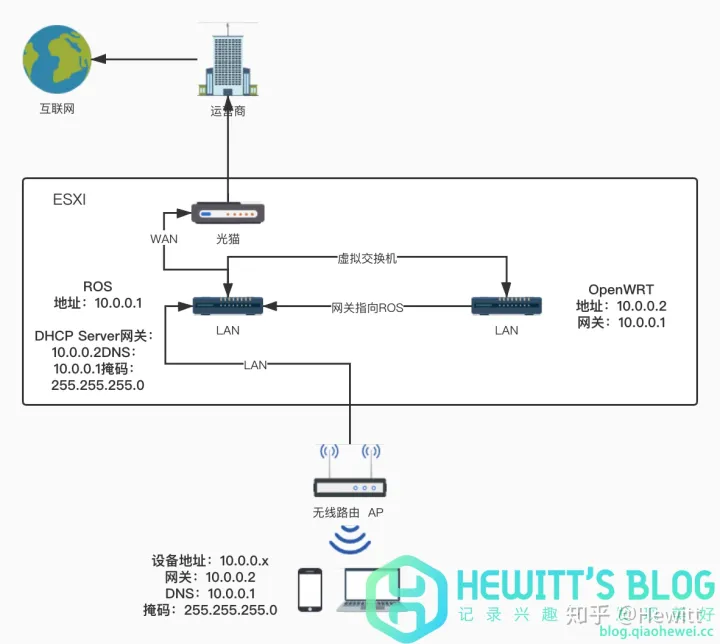 互联网
运营商
ESXI
光猫
WAN
虚拟交换机
ROS
地址：10.0.0.1
OpenWRT
地址：10.0.0.2
网关：10.0.0.1
网关指向ROS
LAN
LAN
DHCP Server网关：
10.0.0.2DNS：
10.0.0.1掩码：
255.255.255.0
LAN
无线路由 AP
设备地址：10.0.0.x
网关：10.0.0.2
DNS：10.0.0.1
掩码：255.255.255.0
HEWITT'S BLOG
记录兴趣
好
知乎 @Hewitt
blog.qiaohewei.cc